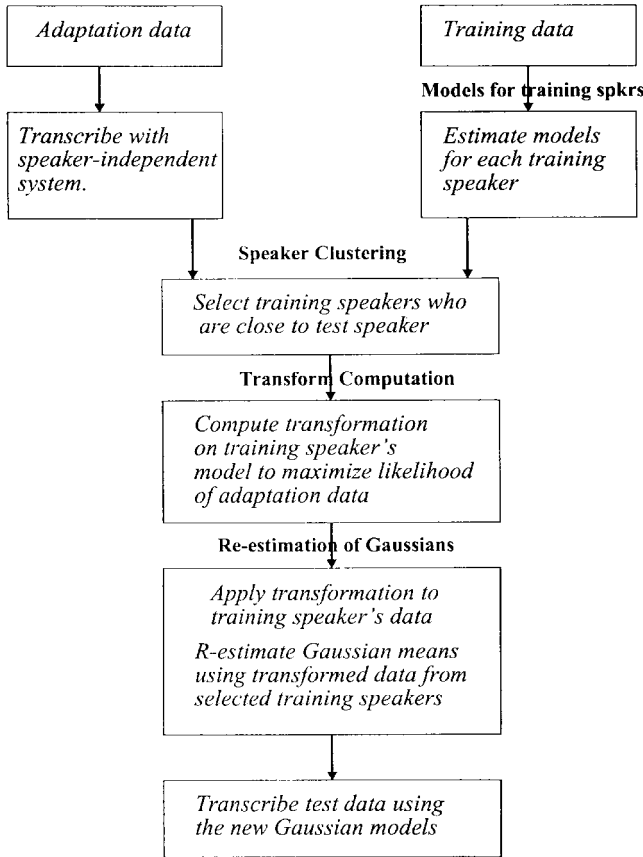 Adaptation data
Training data
Models for training spkrs
Transcribe with
speaker-independent
system.
Estimate models
for each training
speaker
Speaker Clustering
Select training speakers who
are close to test speaker
Transform Computation
Compute transformation
on training speaker's
model to maximize likelihood
of adaptation data
Re-estimation of Gaussians
Apply transformation to
training speaker's data
R-estimate Gaussian means
using transformed data from
selected training speakers
Transcribe test data using
the new Gaussian models